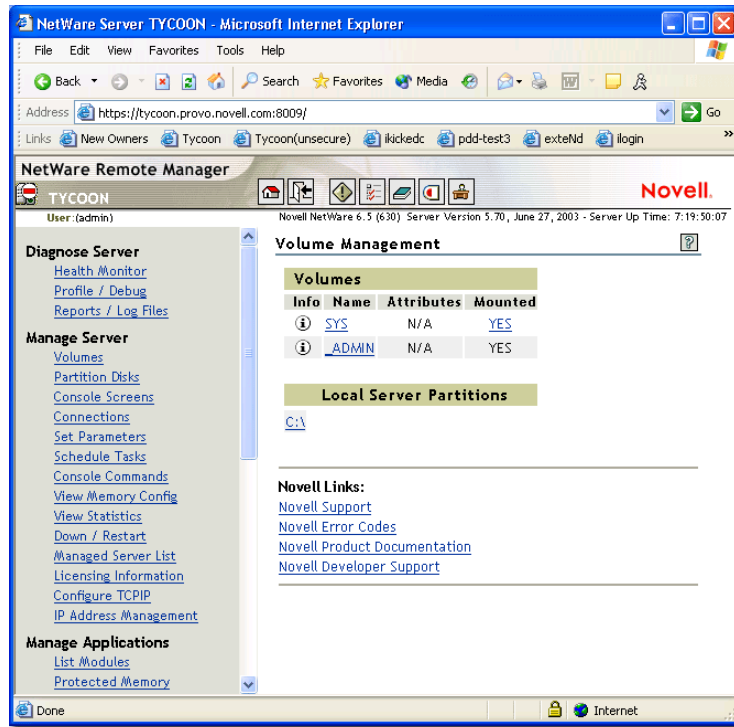 NetWare Server TYCOON - Microsoft Internet Explorer
File Edit View Favorites Tools Help
Back Search Favorites Media
Address https://tycoon.provo.novell.com:8009/ Go
Links New Owners Tycoon Tycoon(unsecure) ikickedc pdd-test3 exteNd ilogin »
NetWare Remote Manager
TYCOON
Novell.
User:(admin)
Novell NetWare 6.5 (630) Server Version 5.70, June 27, 2003 - Server Up Time: 7:19:50:07
Diagnose Server
Health Monitor
Profile / Debug
Reports / Log Files
Manage Server
Volumes
Partition Disks
Console Screens
Connections
Set Parameters
Schedule Tasks
Console Commands
View Memory Config
View Statistics
Down / Restart
Managed Server List
Licensing Information
Configure TCPIP
IP Address Management
Manage Applications
List Modules
Protected Memory
Volume Management ?
Volumes
Info Name Attributes Mounted
i SYS N/A YES
i _ADMIN N/A YES
Local Server Partitions
C:\
Novell Links:
Novell Support
Novell Error Codes
Novell Product Documentation
Novell Developer Support
Done Internet